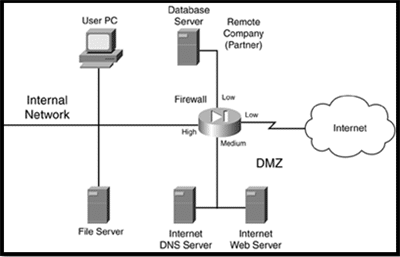 User PC
Database
Server
Remote
Company
(Partner)
Internal
Network
Firewall
Low
Low
High
Medium
Internet
DMZ
File Server
Internet
DNS Server
Internet
Web Server